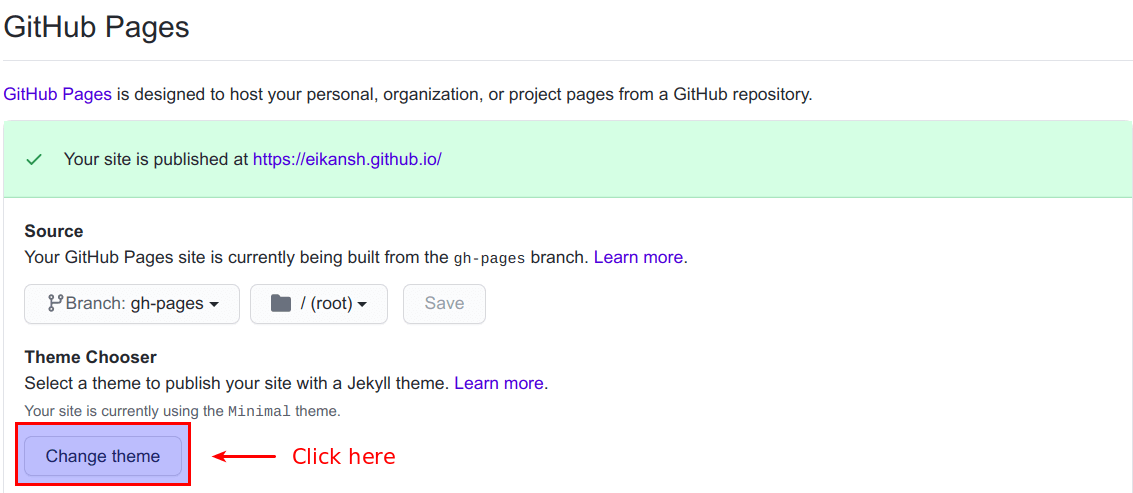 GitHub Pages
GitHub Pages is designed to host your personal, organization, or project pages from a GitHub repository.
Your site is published at https://eikansh.github.io/
Source
Your GitHub Pages site is currently being built from the gh-pages branch. Learn more.
Branch: gh-pages / (root) Save
Theme Chooser
Select a theme to publish your site with a Jekyll theme. Learn more.
Your site is currently using the Minimal theme.
Change theme Click here